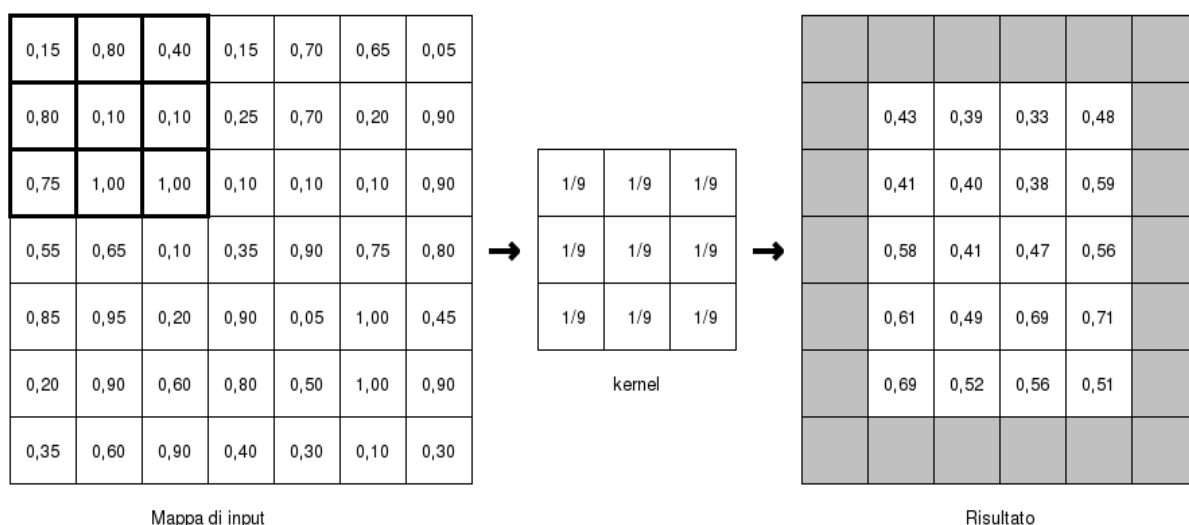 0,15 0,80 0,40 0,15 0,70 0,65 0,05
0,80 0,10 0,10 0,25 0,70 0,20 0,90
0,75 1,00 1,00 0,10 0,10 0,10 0,90
0,55 0,65 0,10 0,35 0,90 0,75 0,80
0,85 0,95 0,20 0,90 0,05 1,00 0,45
0,20 0,90 0,60 0,80 0,50 1,00 0,90
0,35 0,60 0,90 0,40 0,30 0,10 0,30
Mappa di input
1/9 1/9 1/9
1/9 1/9 1/9
1/9 1/9 1/9
kernel
0,43 0,39 0,33 0,48
0,41 0,40 0,38 0,59
0,58 0,41 0,47 0,56
0,61 0,49 0,69 0,71
0,69 0,52 0,56 0,51
Risultato